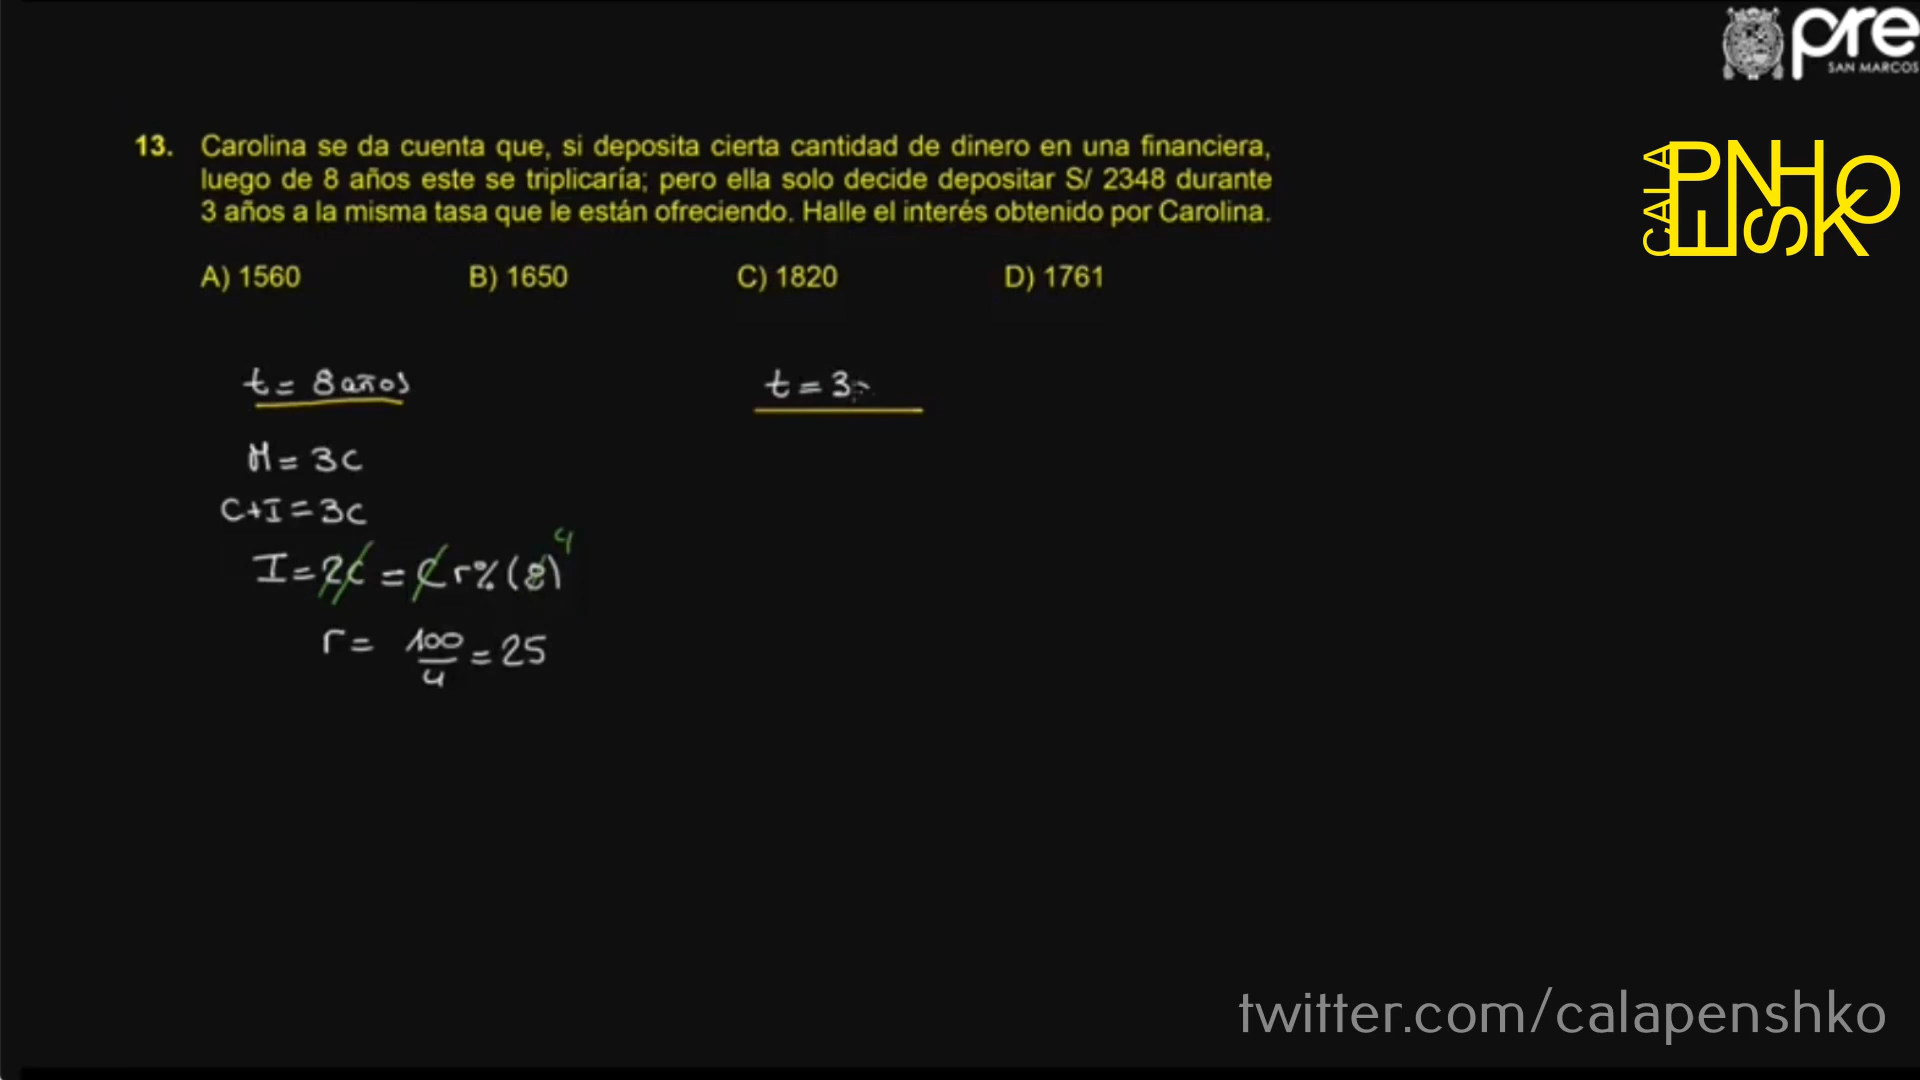 pre
SAN MARCOS
CALA
PENSHKO
13. Carolina se da cuenta que, si deposita cierta cantidad de dinero en una financiera,
luego de 8 años este se triplicaría; pero ella solo decide depositar S/ 2348 durante
3 años a la misma tasa que le están ofreciendo. Halle el interés obtenido por Carolina.
A) 1560 B) 1650 C) 1820 D) 1761
t = 8 años
t = 3
M = 3C
C+I = 3C
4
I = 2C = C r% (8)
r = 100/4 = 25
twitter.com/calapenshko